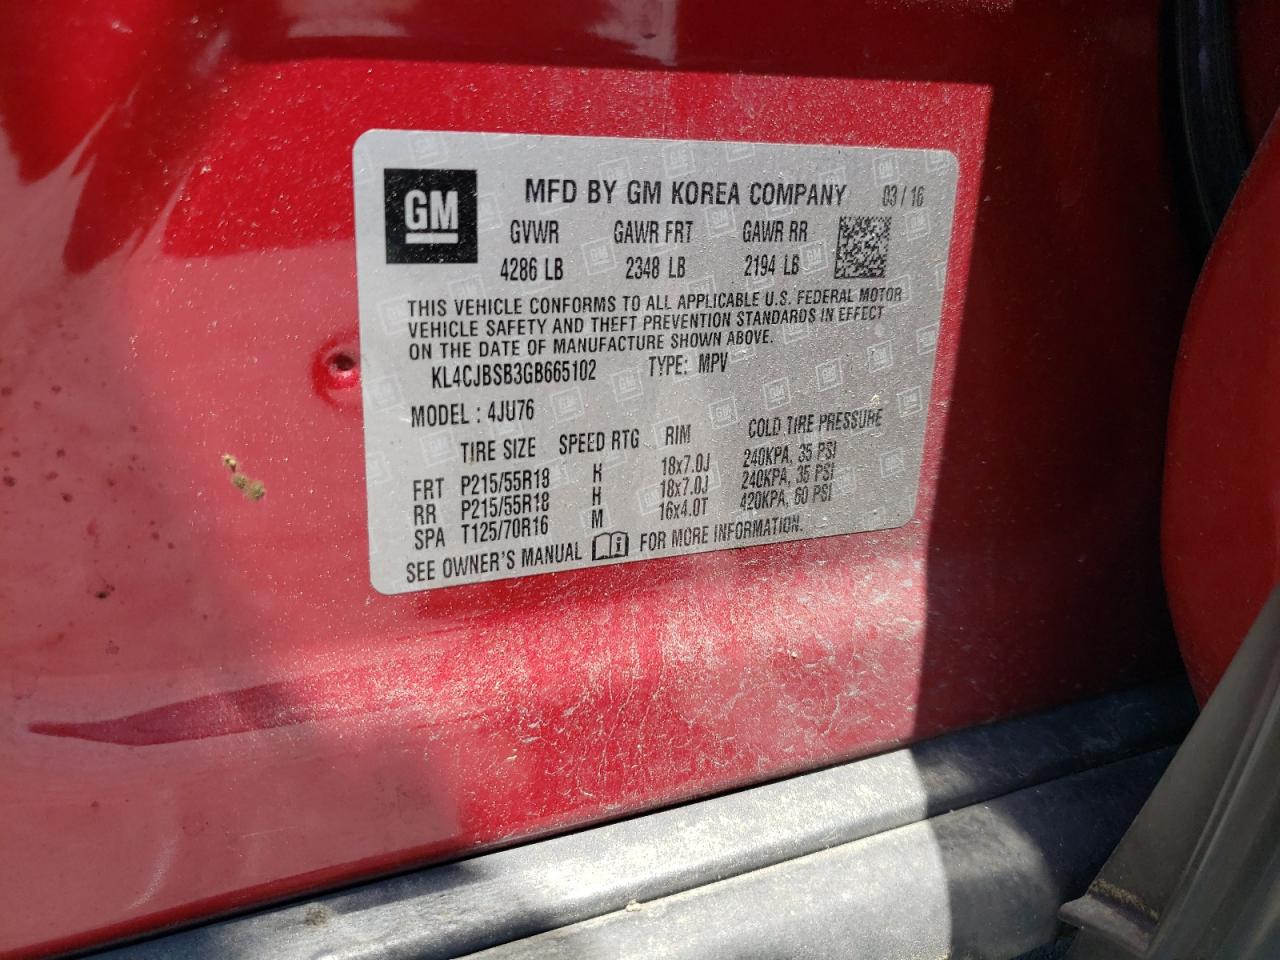 GM
MFD BY GM KOREA COMPANY 03 / 16
GVWR GAWR FRT GAWR RR
4286 LB 2348 LB 2194 LB
THIS VEHICLE CONFORMS TO ALL APPLICABLE U.S. FEDERAL MOTOR
VEHICLE SAFETY AND THEFT PREVENTION STANDARDS IN EFFECT
ON THE DATE OF MANUFACTURE SHOWN ABOVE.
KL4CJBSB3GB665102 TYPE: MPV
MODEL : 4JU76
TIRE SIZE SPEED RTG RIM COLD TIRE PRESSURE
FRT P215/55R18 H 18x7.0J 240KPA, 35 PSI
RR P215/55R18 H 18x7.0J 240KPA, 35 PSI
SPA T125/70R16 M 16x4.0T 420KPA, 60 PSI
SEE OWNER'S MANUAL FOR MORE INFORMATION.